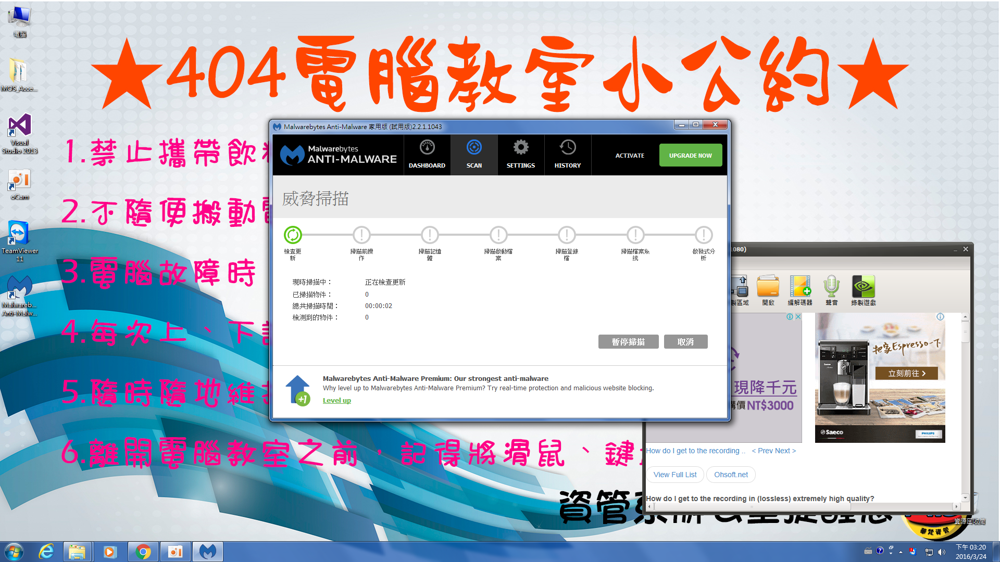 電腦
MOS_Acce...
Visual
Studio 2013
oCam
TeamViewer
11
Malwareb...
Anti-Malw...
★404電腦教室小公約★
1.禁止攜帶飲
2.不隨便搬動
3.電腦故障時
4.每次上、下
5.隨時隨地維
6.離開電腦教室之前，記得將滑鼠、鍵
資管系
華梵資管
資源回收筒
Malwarebytes Anti-Malware 家用版 (試用版)2.2.1.1043
Malwarebytes
ANTI-MALWARE
DASHBOARD
SCAN
SETTINGS
HISTORY
ACTIVATE
UPGRADE NOW
威脅掃描
檢查更
新
掃描前操
作
掃描記憶
體
掃描啟動檔
案
掃描登錄
檔
掃描檔案系
統
啟發式分
析
現時掃描中： 正在檢查更新
已掃描物件： 0
總共掃描時間： 00:00:02
檢測到的物件： 0
暫停掃描
取消
Malwarebytes Anti-Malware Premium: Our strongest anti-malware
Why level up to Malwarebytes Anti-Malware Premium? Try real-time protection and malicious website blocking.
+1
Level up
1080)
製區域
開啟
編解碼器
聲音
錄製遊戲
現降千元
購價NT$3000
把家Espresso一下
立刻前往 >
Saeco
PHILIPS
How do I get to the recording ..
< Prev Next >
View Full List
Ohsoft.net
How do I get to the recording in (lossless) extremely high quality?
下午 03:20
2016/3/24